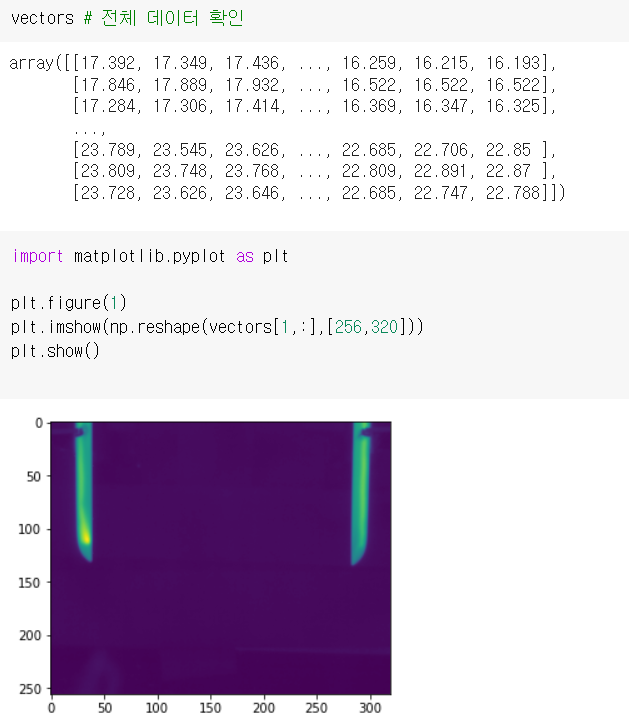 vectors # 전체 데이터 확인
array([[17.392, 17.349, 17.436, ..., 16.259, 16.215, 16.193],
[17.846, 17.889, 17.932, ..., 16.522, 16.522, 16.522],
[17.284, 17.306, 17.414, ..., 16.369, 16.347, 16.325],
...,
[23.789, 23.545, 23.626, ..., 22.685, 22.706, 22.85 ],
[23.809, 23.748, 23.768, ..., 22.809, 22.891, 22.87 ],
[23.728, 23.626, 23.646, ..., 22.685, 22.747, 22.788]])
import matplotlib.pyplot as plt
plt.figure(1)
plt.imshow(np.reshape(vectors[1,:],[256,320]))
plt.show()
0
50
100
150
200
250
0 50 100 150 200 250 300